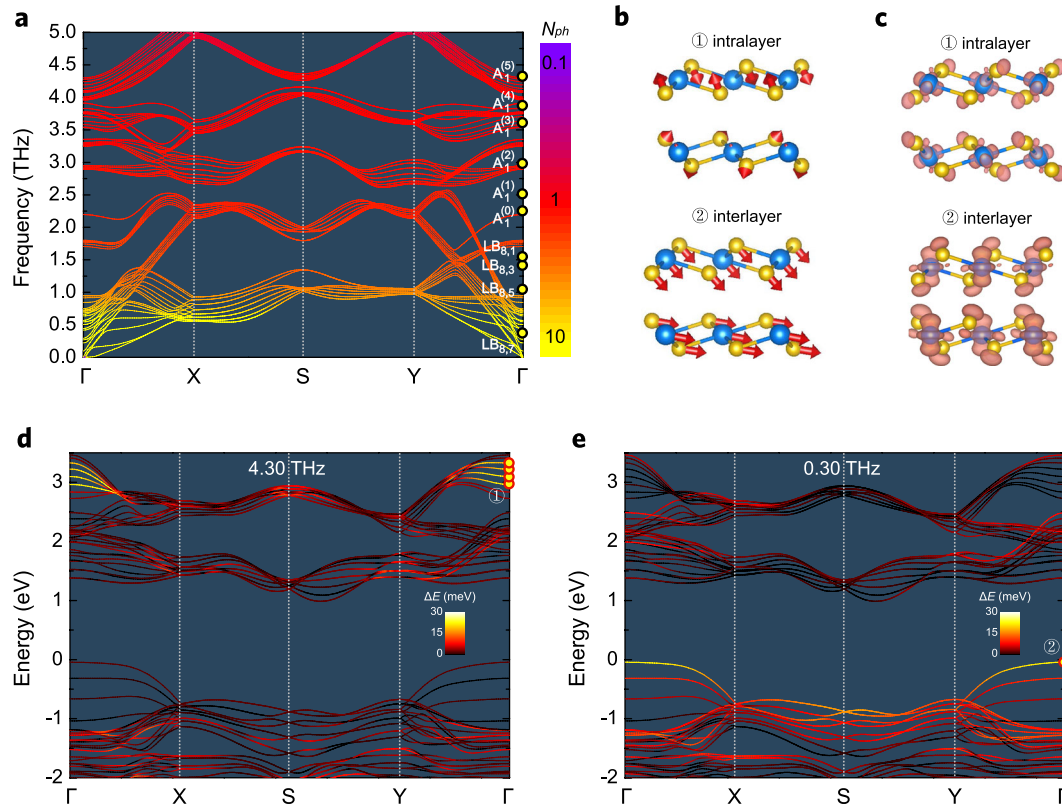 a
b
c
5.0
4.5
4.0
3.5
3.0
2.5
2.0
1.5
1.0
0.5
0.0
Frequency (THz)
Γ X S Y Γ
A₁⁽⁵⁾
A₁⁽⁴⁾
A₁⁽³⁾
A₁⁽²⁾
A₁⁽¹⁾
A₁⁽⁰⁾
LB₈,₁
LB₈,₃
LB₈,₅
LB₈,₇
Nph
0.1
1
10
① intralayer
② interlayer
① intralayer
② interlayer
d
4.30 THz
①
3
2
1
0
-1
-2
Energy (eV)
ΔE (meV)
30
15
0
Γ X S Y Γ
e
0.30 THz
②
3
2
1
0
-1
-2
Energy (eV)
ΔE (meV)
30
15
0
Γ X S Y Γ